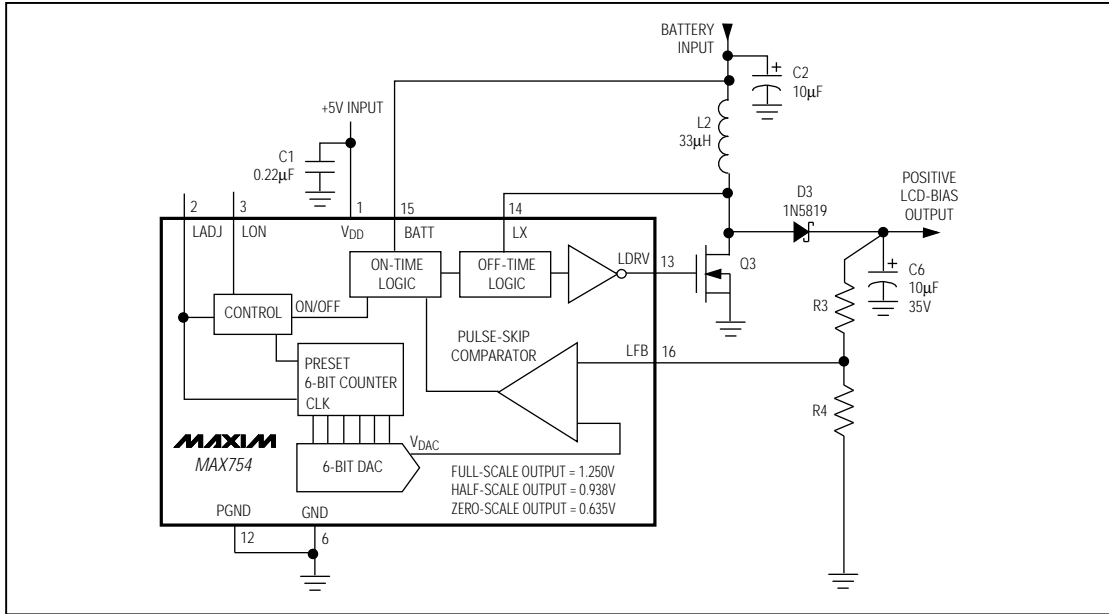 BATTERY
INPUT
+
C2
10µF
+5V INPUT
L2
33µH
C1
0.22µF
POSITIVE
LCD-BIAS
OUTPUT
D3
1N5819
2
3
1
15
14
LADJ
LON
VDD
BATT
LX
ON-TIME
LOGIC
OFF-TIME
LOGIC
LDRV
13
Q3
+
C6
10µF
35V
R3
CONTROL
ON/OFF
PULSE-SKIP
COMPARATOR
LFB
16
PRESET
6-BIT COUNTER
CLK
R4
MAXIM
MAX754
VDAC
6-BIT DAC
FULL-SCALE OUTPUT = 1.250V
HALF-SCALE OUTPUT = 0.938V
ZERO-SCALE OUTPUT = 0.635V
PGND
GND
12
6